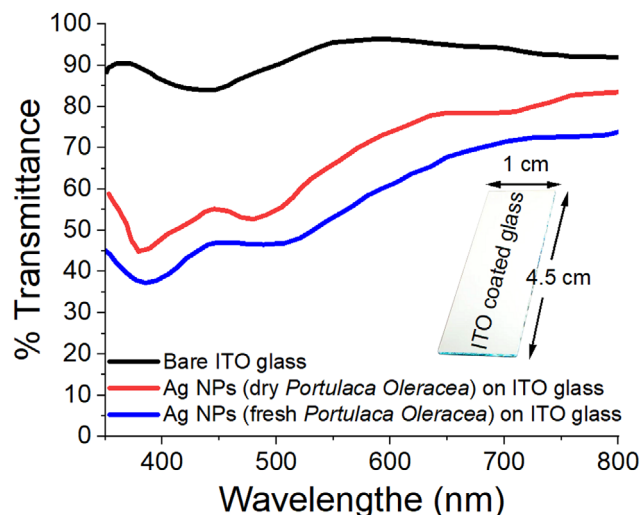 % Transmittance
100
90
80
70
60
50
40
30
20
10
0
1 cm
ITO coated glass
4.5 cm
Bare ITO glass
Ag NPs (dry Portulaca Oleracea) on ITO glass
Ag NPs (fresh Portulaca Oleracea) on ITO glass
400 500 600 700 800
Wavelengthe (nm)